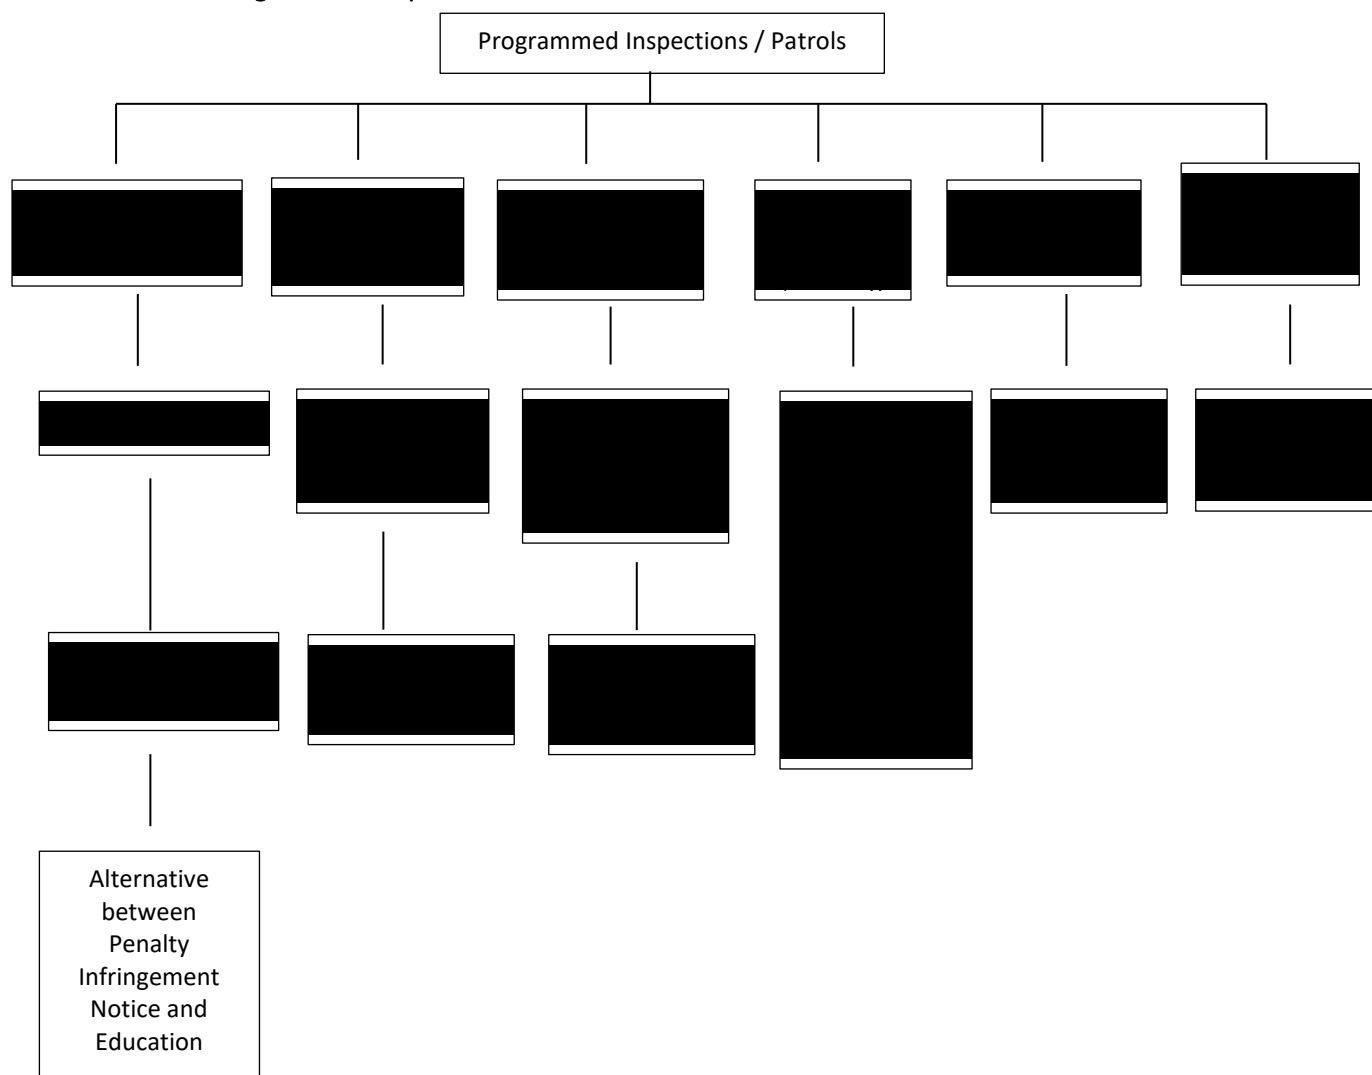 Programmed Inspections / Patrols
Alternative
between
Penalty
Infringement
Notice and
Education